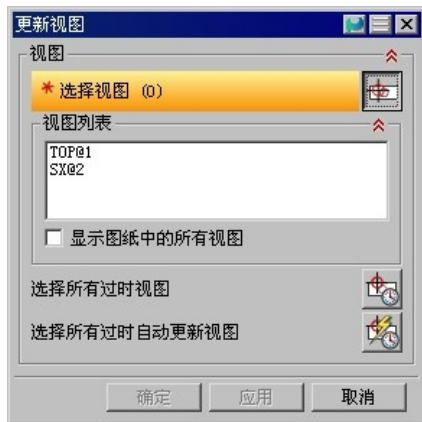 更新视图
视图
* 选择视图 (0)
视图列表
TOP@1
SX@2
显示图纸中的所有视图
选择所有过时视图
选择所有过时自动更新视图
确定
应用
取消